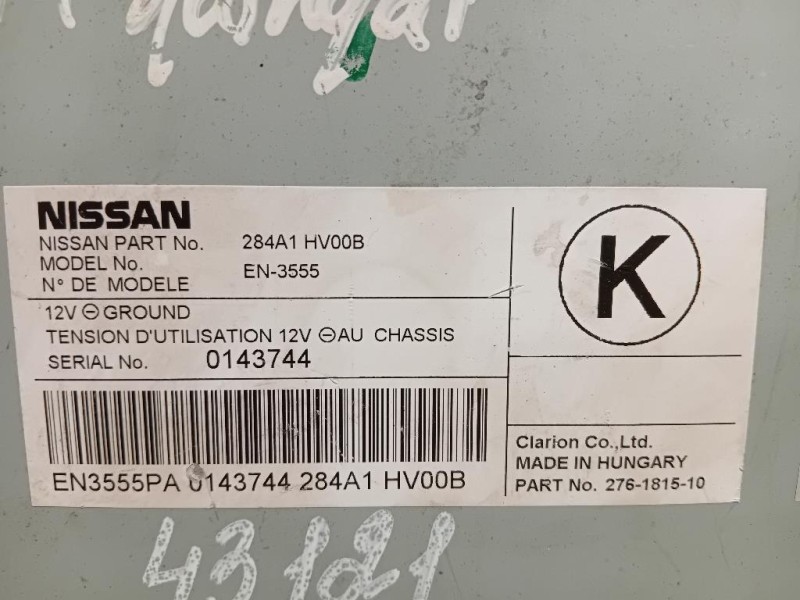 qashqai
NISSAN
NISSAN PART No. 284A1 HV00B
MODEL No. EN-3555
N° DE MODELE
12V ⊖ GROUND
TENSION D'UTILISATION 12V ⊖ AU CHASSIS
SERIAL No. 0143744
EN3555PA 0143744 284A1 HV00B
K
Clarion Co.,Ltd.
MADE IN HUNGARY
PART No. 276-1815-10
43121